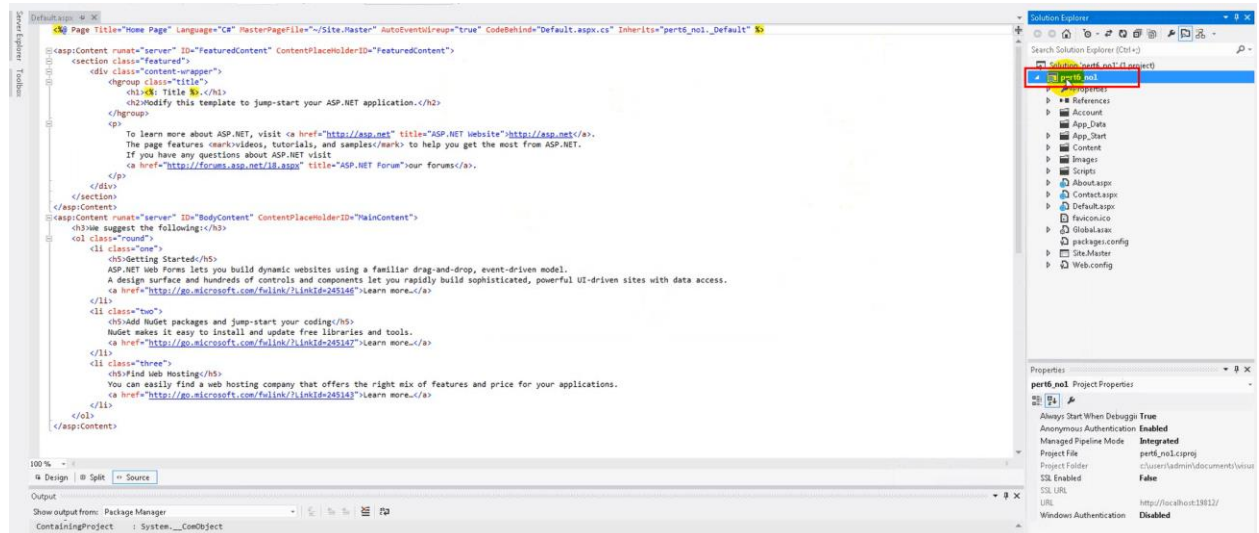 Server Explorer
Toolbox
Default.aspx
<%@ Page Title="Home Page" Language="C#" MasterPageFile="~/Site.Master" AutoEventWireup="true" CodeBehind="Default.aspx.cs" Inherits="pert6_no1._Default" %>
<asp:Content runat="server" ID="FeaturedContent" ContentPlaceHolderID="FeaturedContent">
<section class="featured">
<div class="content-wrapper">
<hgroup class="title">
<h1><%: Title %>.</h1>
<h2>Modify this template to jump-start your ASP.NET application.</h2>
</hgroup>
<p>
To learn more about ASP.NET, visit <a href="http://asp.net" title="ASP.NET Website">http://asp.net</a>.
The page features <mark>videos, tutorials, and samples</mark> to help you get the most from ASP.NET.
If you have any questions about ASP.NET visit
<a href="http://forums.asp.net/18.aspx" title="ASP.NET Forum">our forums</a>.
</p>
</div>
</section>
</asp:Content>
<asp:Content runat="server" ID="BodyContent" ContentPlaceHolderID="MainContent">
<h3>We suggest the following:</h3>
<ol class="round">
<li class="one">
<h5>Getting Started</h5>
ASP.NET Web Forms lets you build dynamic websites using a familiar drag-and-drop, event-driven model.
A design surface and hundreds of controls and components let you rapidly build sophisticated, powerful UI-driven sites with data access.
<a href="http://go.microsoft.com/fwlink/?LinkId=245146">Learn more…</a>
</li>
<li class="two">
<h5>Add NuGet packages and jump-start your coding</h5>
NuGet makes it easy to install and update free libraries and tools.
<a href="http://go.microsoft.com/fwlink/?LinkId=245147">Learn more…</a>
</li>
<li class="three">
<h5>Find Web Hosting</h5>
You can easily find a web hosting company that offers the right mix of features and price for your applications.
<a href="http://go.microsoft.com/fwlink/?LinkId=245143">Learn more…</a>
</li>
</ol>
</asp:Content>
100 %
Design Split Source
Output
Show output from: Package Manager
ContainingProject : System.__ComObject
Solution Explorer
Search Solution Explorer (Ctrl+;)
Solution 'pert6_no1' (1 project)
pert6_no1
Properties
References
Account
App_Data
App_Start
Content
Images
Scripts
About.aspx
Contact.aspx
Default.aspx
favicon.ico
Global.asax
packages.config
Site.Master
Web.config
Properties
pert6_no1 Project Properties
Always Start When Debuggii True
Anonymous Authentication Enabled
Managed Pipeline Mode Integrated
Project File pert6_no1.csproj
Project Folder c:\users\admin\documents\visua
SSL Enabled False
SSL URL
URL http://localhost:19812/
Windows Authentication Disabled